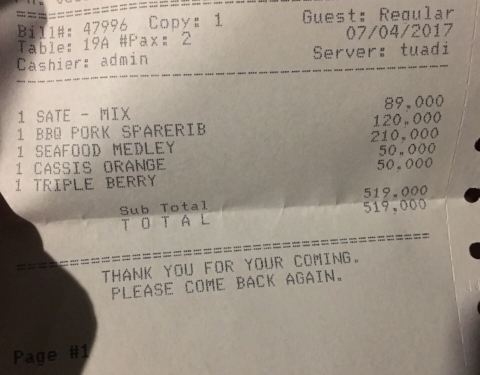 Bill#: 47996 Copy: 1 Guest: Regular
Table: 19A #Pax: 2 07/04/2017
Cashier: admin Server: tuadi
1 SATE - MIX 89,000
1 BBQ PORK SPARERIB 120,000
1 SEAFOOD MEDLEY 210,000
1 CASSIS ORANGE 50,000
1 TRIPLE BERRY 50,000
Sub Total 519,000
T O T A L 519,000
THANK YOU FOR YOUR COMING.
PLEASE COME BACK AGAIN.
Page #1